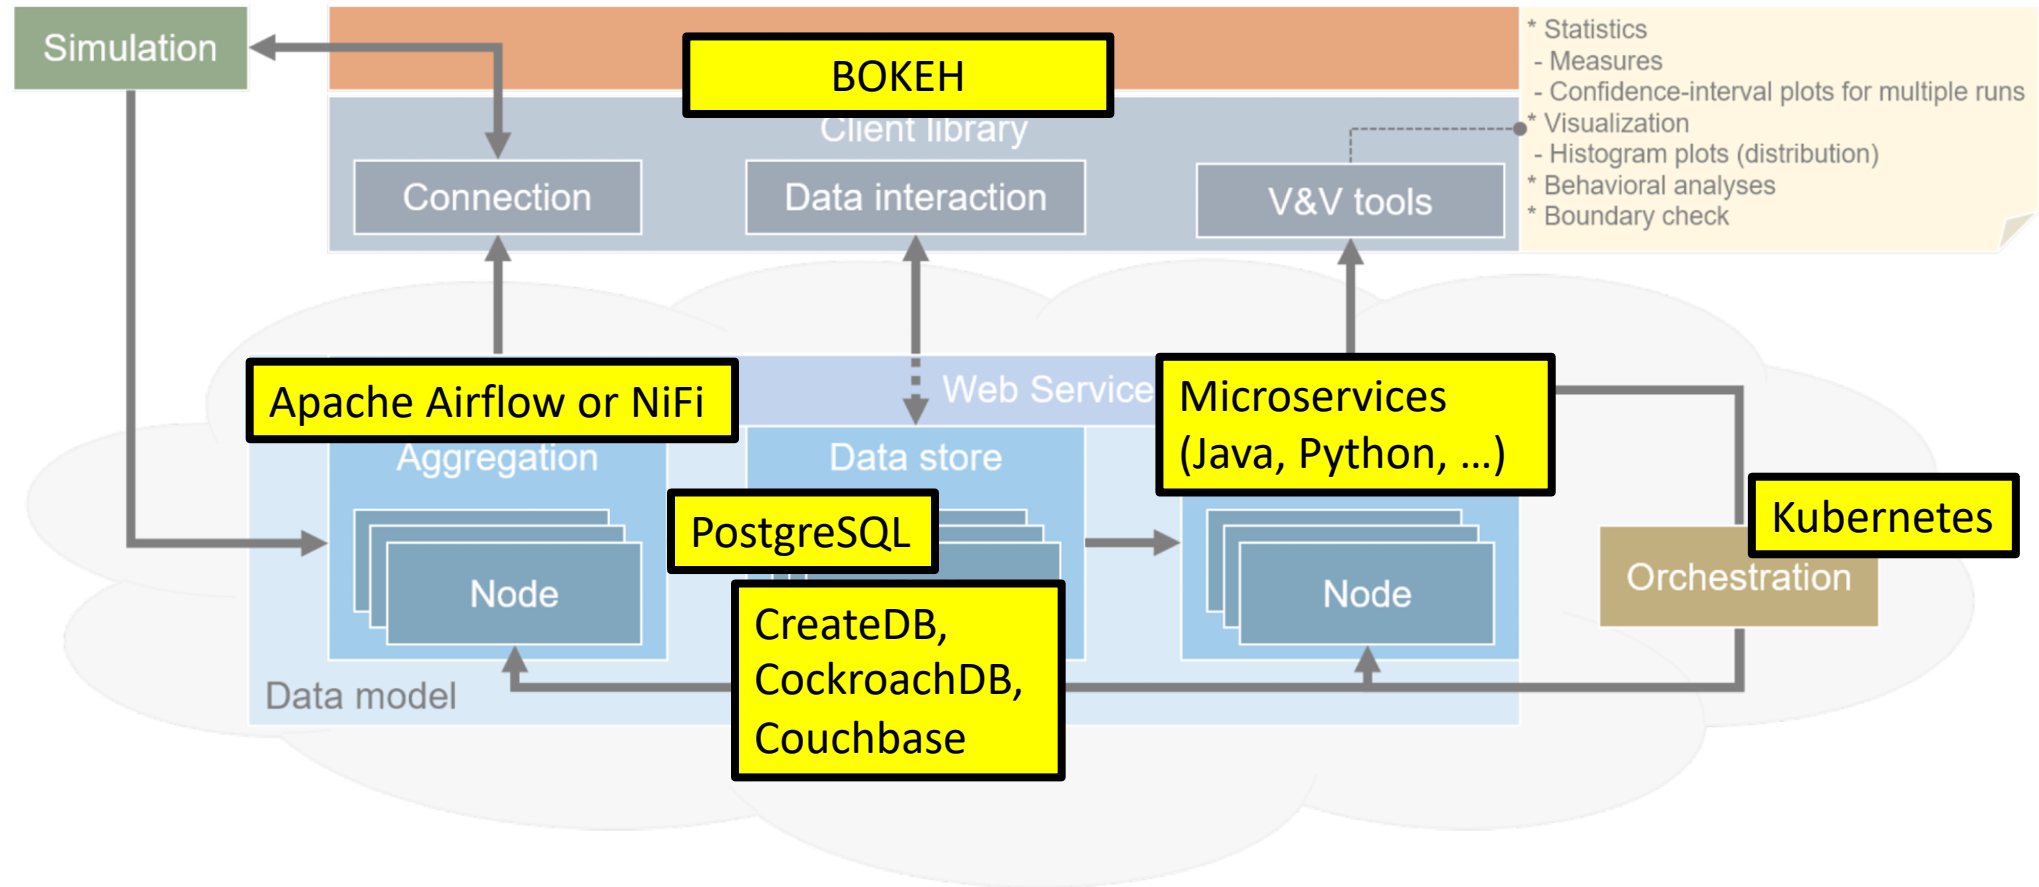 Simulation
BOKEH
Client library
Connection
Data interaction
V&V tools
* Statistics
- Measures
- Confidence-interval plots for multiple runs
* Visualization
- Histogram plots (distribution)
* Behavioral analyses
* Boundary check
Apache Airflow or NiFi
Web Service
Microservices
(Java, Python, ...)
Aggregation
Data store
PostgreSQL
Kubernetes
Node
Node
Orchestration
CreateDB,
CockroachDB,
Couchbase
Data model